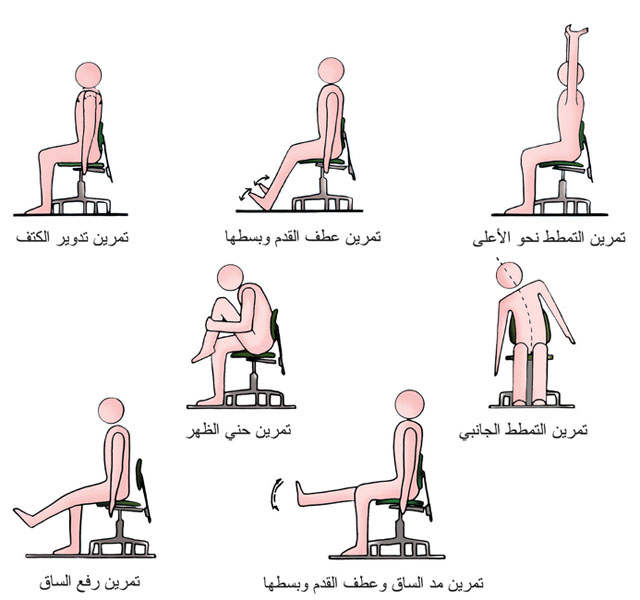 تمرين التمطط نحو الأعلى
تمرين عطف القدم وبسطها
تمرين تدوير الكتف
تمرين التمطط الجانبي
تمرين حني الظهر
تمرين مد الساق وعطف القدم وبسطها
تمرين رفع الساق